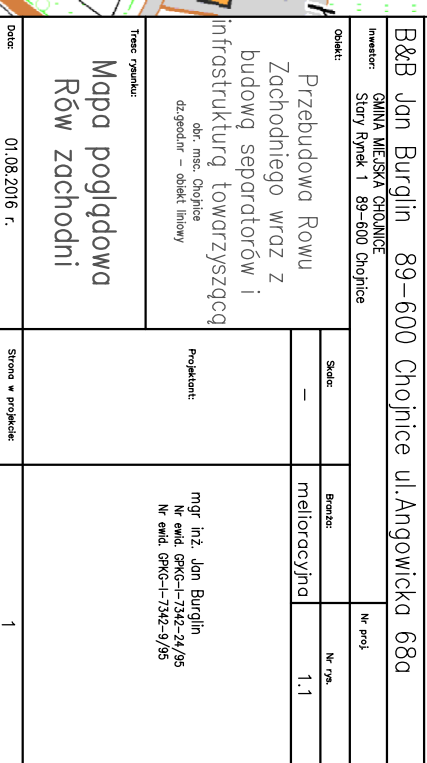 B&B Jan Burglin 89-600 Chojnice ul.Angowicka 68a
Inwestor:
GMINA MIEJSKA CHOJNICE
Stary Rynek 1 89-600 Chojnice
Nr proj.
Obiekt:
Przebudowa Rowu
Zachodniego wraz z
budową separatorów i
infrastrukturą towarzyszącą
obr. msc. Chojnice
dz.geod.nr – obiekt liniowy
Skala:
–
Branża:
melioracyjna
Nr rys.
1.1
Tresc rysunku:
Mapa poglądowa
Rów zachodni
Projektant:
mgr inż. Jan Burglin
Nr ewid. GPKG-I-7342-24/95
Nr ewid. GPKG-I-7342-9/95
Data:
01.08.2016 r.
Strona w projekcie:
1